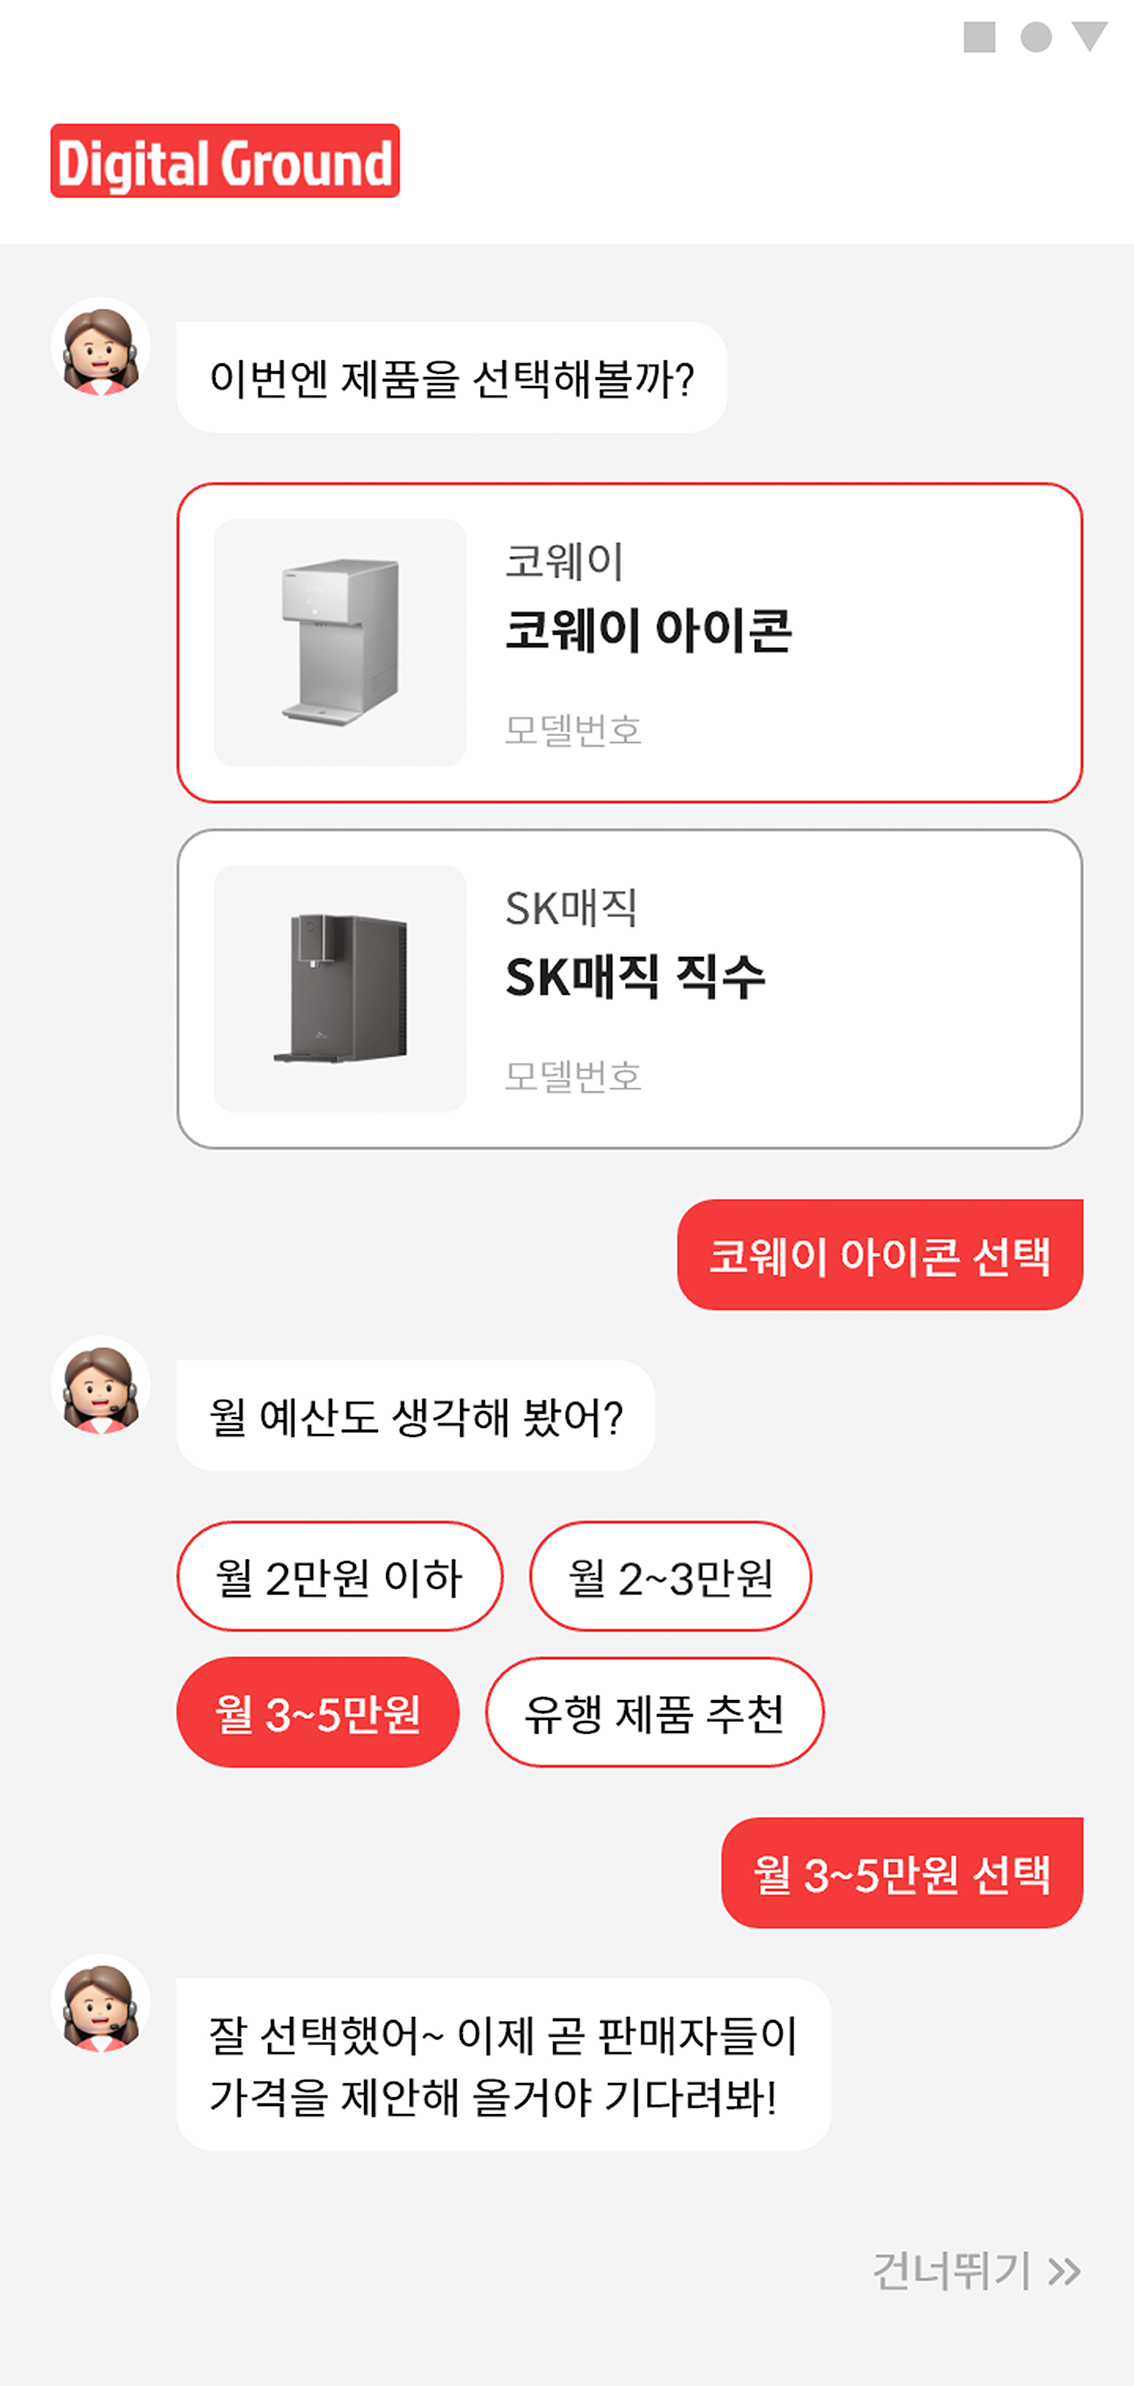 Digital Ground
이번엔 제품을 선택해볼까?
코웨이
코웨이 아이콘
모델번호
SK매직
SK매직 직수
모델번호
코웨이 아이콘 선택
월 예산도 생각해 봤어?
월 2만원 이하
월 2~3만원
월 3~5만원
유행 제품 추천
월 3~5만원 선택
잘 선택했어~ 이제 곧 판매자들이
가격을 제안해 올거야 기다려봐!
건너뛰기